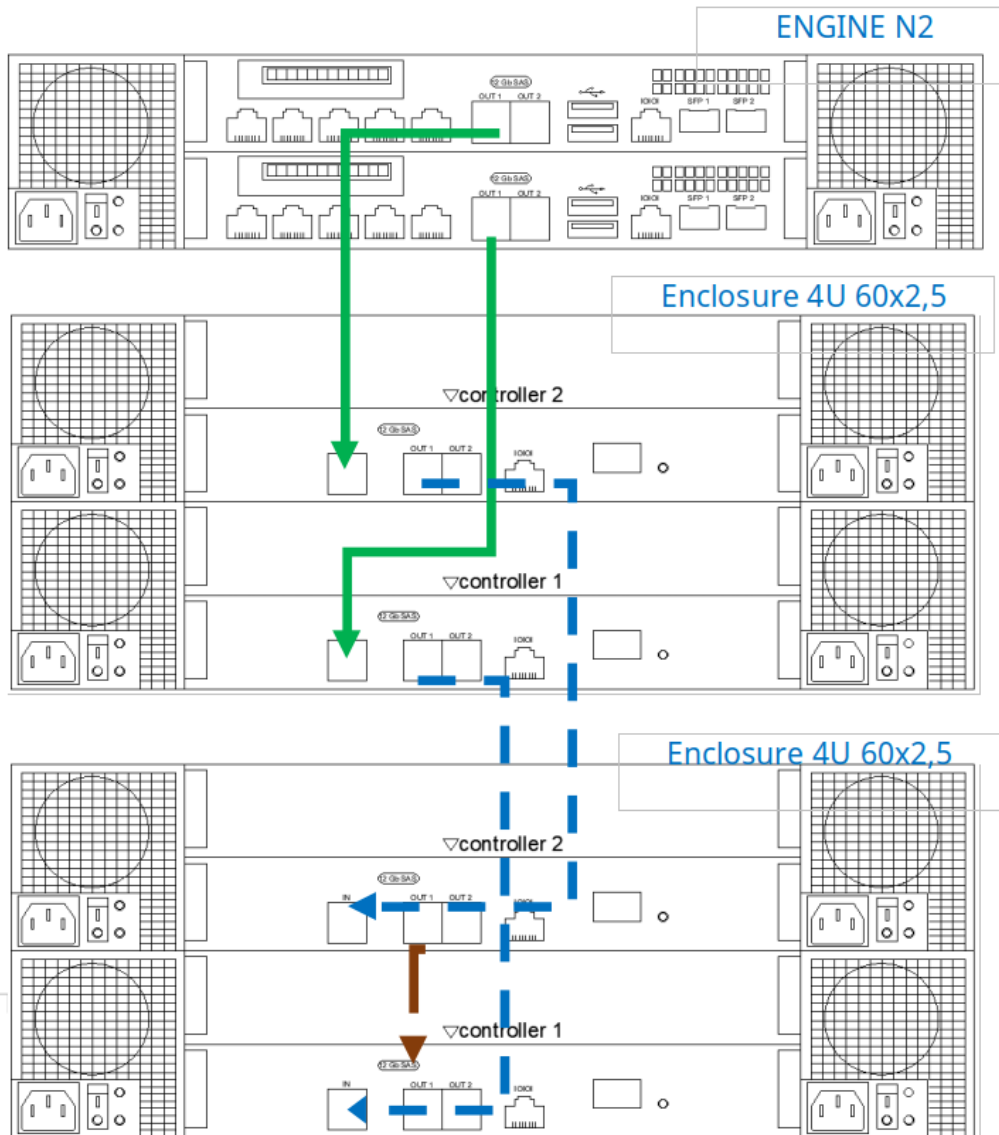 ENGINE N2
12 Gb SAS
OUT 1 OUT 2
IOIOI SFP 1 SFP 2
12 Gb SAS
OUT 1 OUT 2
IOIOI SFP 1 SFP 2
Enclosure 4U 60x2,5
▽controller 2
12 Gb SAS
OUT 1 OUT 2 IOIOI
▽controller 1
12 Gb SAS
OUT 1 OUT 2 IOIOI
Enclosure 4U 60x2,5
▽controller 2
12 Gb SAS
IN OUT 1 OUT 2 IOIOI
▽controller 1
12 Gb SAS
IN OUT 1 OUT 2 IOIOI